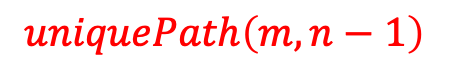 uniquePath(m, n − 1)